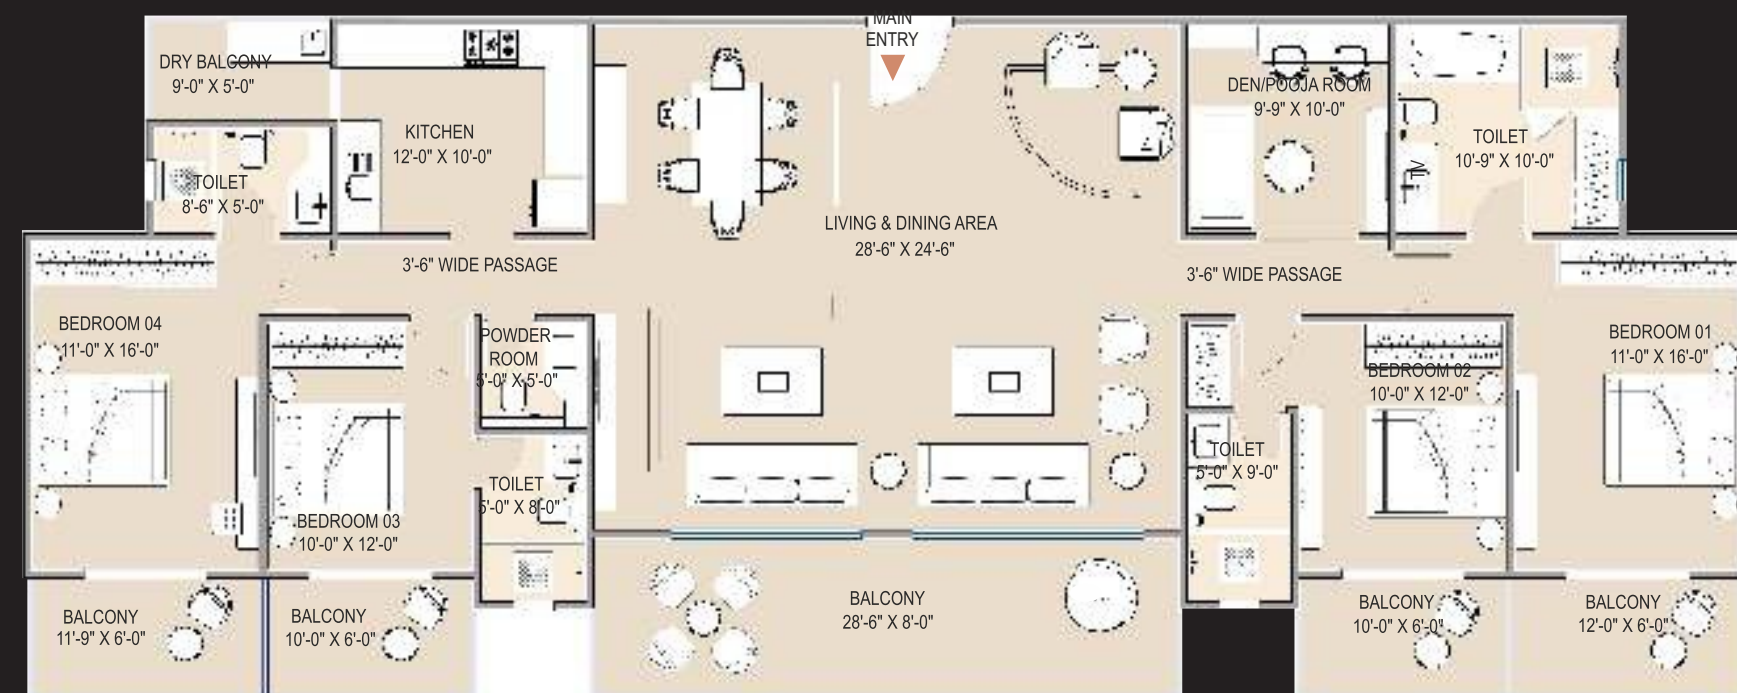 MAIN
ENTRY
DRY BALCONY
9'-0" X 5'-0"
KITCHEN
12'-0" X 10'-0"
TOILET
8'-6" X 5'-0"
DEN/POOJA ROOM
9'-9" X 10'-0"
TOILET
10'-9" X 10'-0"
TV
LIVING & DINING AREA
28'-6" X 24'-6"
3'-6" WIDE PASSAGE
3'-6" WIDE PASSAGE
BEDROOM 04
11'-0" X 16'-0"
POWDER
ROOM
5'-0" X 5'-0"
BEDROOM 01
11'-0" X 16'-0"
BEDROOM 02
10'-0" X 12'-0"
TOILET
5'-0" X 9'-0"
TOILET
5'-0" X 8'-0"
BEDROOM 03
10'-0" X 12'-0"
BALCONY
11'-9" X 6'-0"
BALCONY
10'-0" X 6'-0"
BALCONY
28'-6" X 8'-0"
BALCONY
10'-0" X 6'-0"
BALCONY
12'-0" X 6'-0"